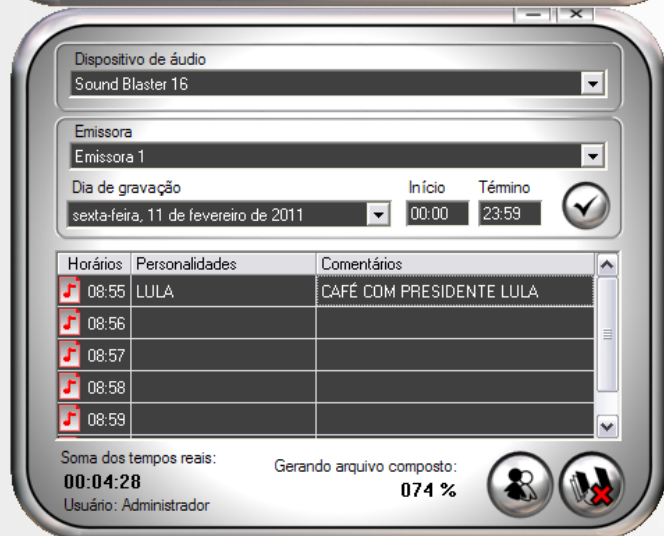 Dispositivo de áudio
Sound Blaster 16
Emissora
Emissora 1
Dia de gravação Início Término
sexta-feira, 11 de fevereiro de 2011 00:00 23:59
Horários Personalidades Comentários
08:55 LULA CAFÉ COM PRESIDENTE LULA
08:56
08:57
08:58
08:59
Soma dos tempos reais: Gerando arquivo composto:
00:04:28 074 %
Usuário: Administrador